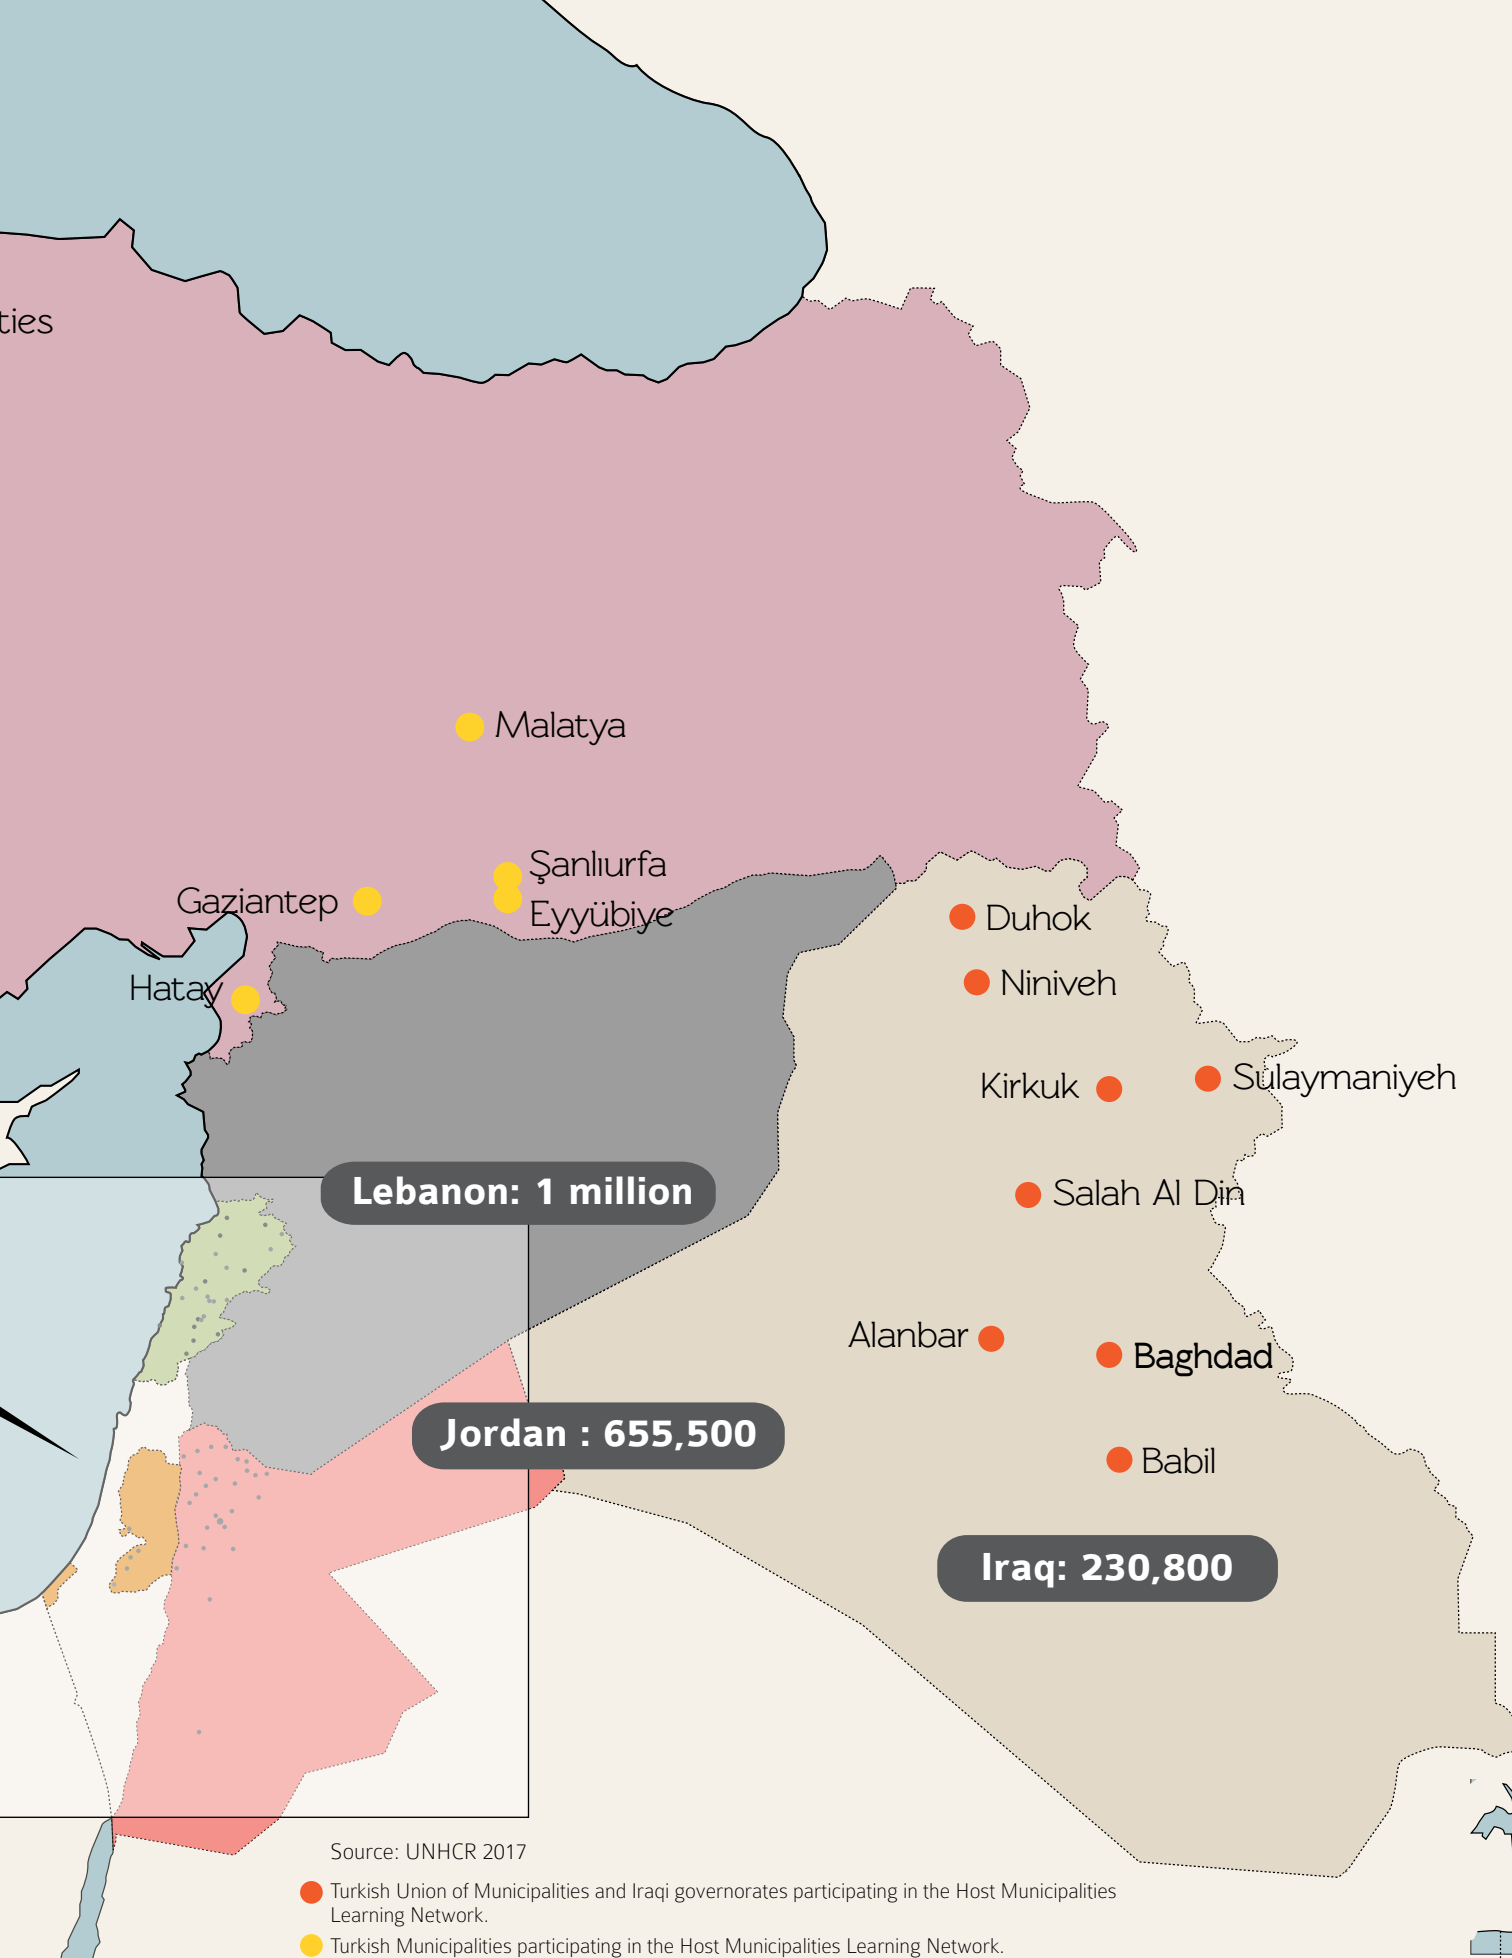 ties
Malatya
Şanlıurfa
Gaziantep
Eyyübiye
Duhok
Niniveh
Hatay
Kirkuk
Sulaymaniyeh
Lebanon: 1 million
Salah Al Din
Alanbar
Baghdad
Jordan : 655,500
Babil
Iraq: 230,800
Source: UNHCR 2017
Turkish Union of Municipalities and Iraqi governorates participating in the Host Municipalities
Learning Network.
Turkish Municipalities participating in the Host Municipalities Learning Network.